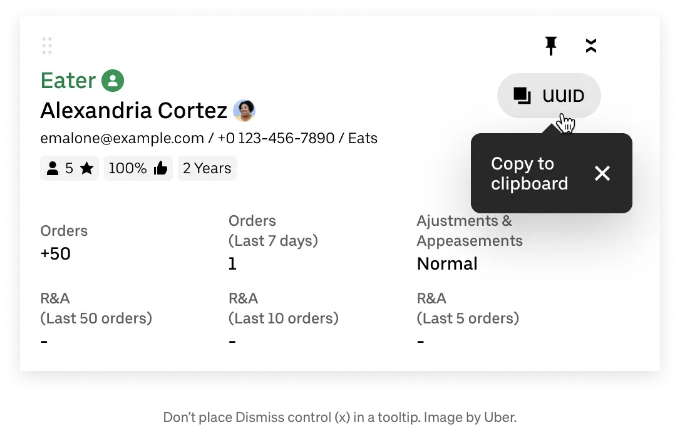 Eater
Alexandria Cortez
emalone@example.com / +0 123-456-7890 / Eats
5 100% 2 Years
UUID
Copy to
clipboard
Orders
+50
Orders
(Last 7 days)
1
Ajustments &
Appeasements
Normal
R&A
(Last 50 orders)
-
R&A
(Last 10 orders)
-
R&A
(Last 5 orders)
-
Don't place Dismiss control (x) in a tooltip. Image by Uber.